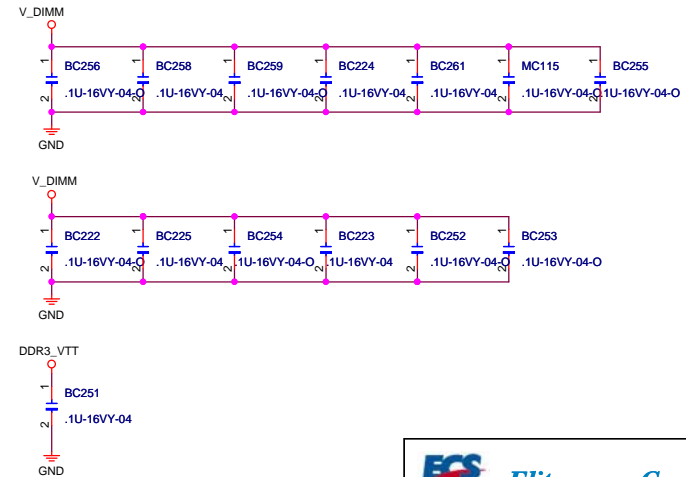 V_DIMM
1 1 1 1 1 1 1
BC256 BC258 BC259 BC224 BC261 MC115 BC255
.1U-16VY-04-O .1U-16VY-04 .1U-16VY-04-O .1U-16VY-04 .1U-16VY-04 .1U-16VY-04-O .1U-16VY-04-O
2 2 2 2 2 2 2
GND
V_DIMM
1 1 1 1 1 1
BC222 BC225 BC254 BC223 BC252 BC253
.1U-16VY-04-O .1U-16VY-04 .1U-16VY-04-O .1U-16VY-04 .1U-16VY-04-O .1U-16VY-04-O
2 2 2 2 2 2
GND
DDR3_VTT
1
BC251
.1U-16VY-04
2
GND
ECS